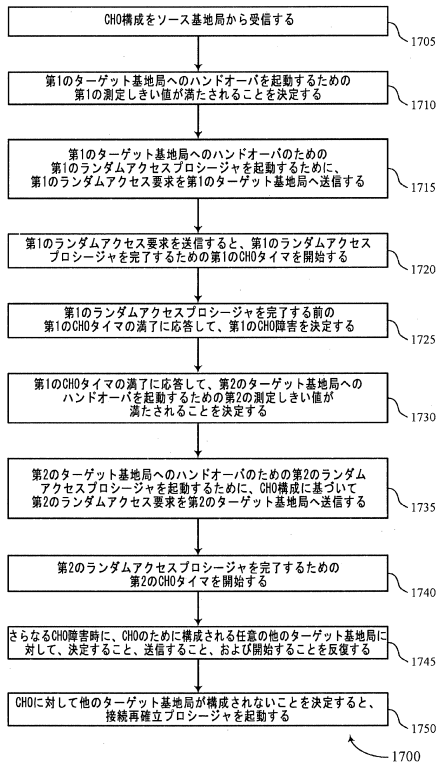 CHO構成をソース基地局から受信する
1705
第1のターゲット基地局へのハンドオーバを起動するための
第1の測定しきい値が満たされることを決定する
1710
第1のターゲット基地局へのハンドオーバのための
第1のランダムアクセスプロシージャを起動するために、
第1のランダムアクセス要求を第1のターゲット基地局へ送信する
1715
第1のランダムアクセス要求を送信すると、第1のランダムアクセス
プロシージャを完了するための第1のCHOタイマを開始する
1720
第1のランダムアクセスプロシージャを完了する前の
第1のCHOタイマの満了に応答して、第1のCHO障害を決定する
1725
第1のCHOタイマの満了に応答して、第2のターゲット基地局への
ハンドオーバを起動するための第2の測定しきい値が
満たされることを決定する
1730
第2のターゲット基地局へのハンドオーバのための第2のランダム
アクセスプロシージャを起動するために、CHO構成に基づいて
第2のランダムアクセス要求を第2のターゲット基地局へ送信する
1735
第2のランダムアクセスプロシージャを完了するための
第2のCHOタイマを開始する
1740
さらなるCHO障害時に、CHOのために構成される任意の他のターゲット基地局に
対して、決定すること、送信すること、および開始することを反復する
1745
CHOに対して他のターゲット基地局が構成されないことを決定すると、
接続再確立プロシージャを起動する
1750
1700